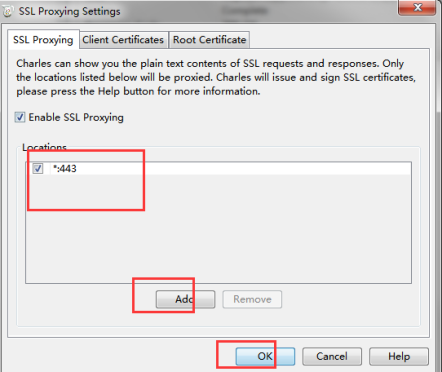 SSL Proxying Settings
SSL Proxying Client Certificates Root Certificate
Charles can show you the plain text contents of SSL requests and responses. Only
the locations listed below will be proxied. Charles will issue and sign SSL certificates,
please press the Help button for more information.
Enable SSL Proxying
Locations
*:443
Add Remove
OK Cancel Help